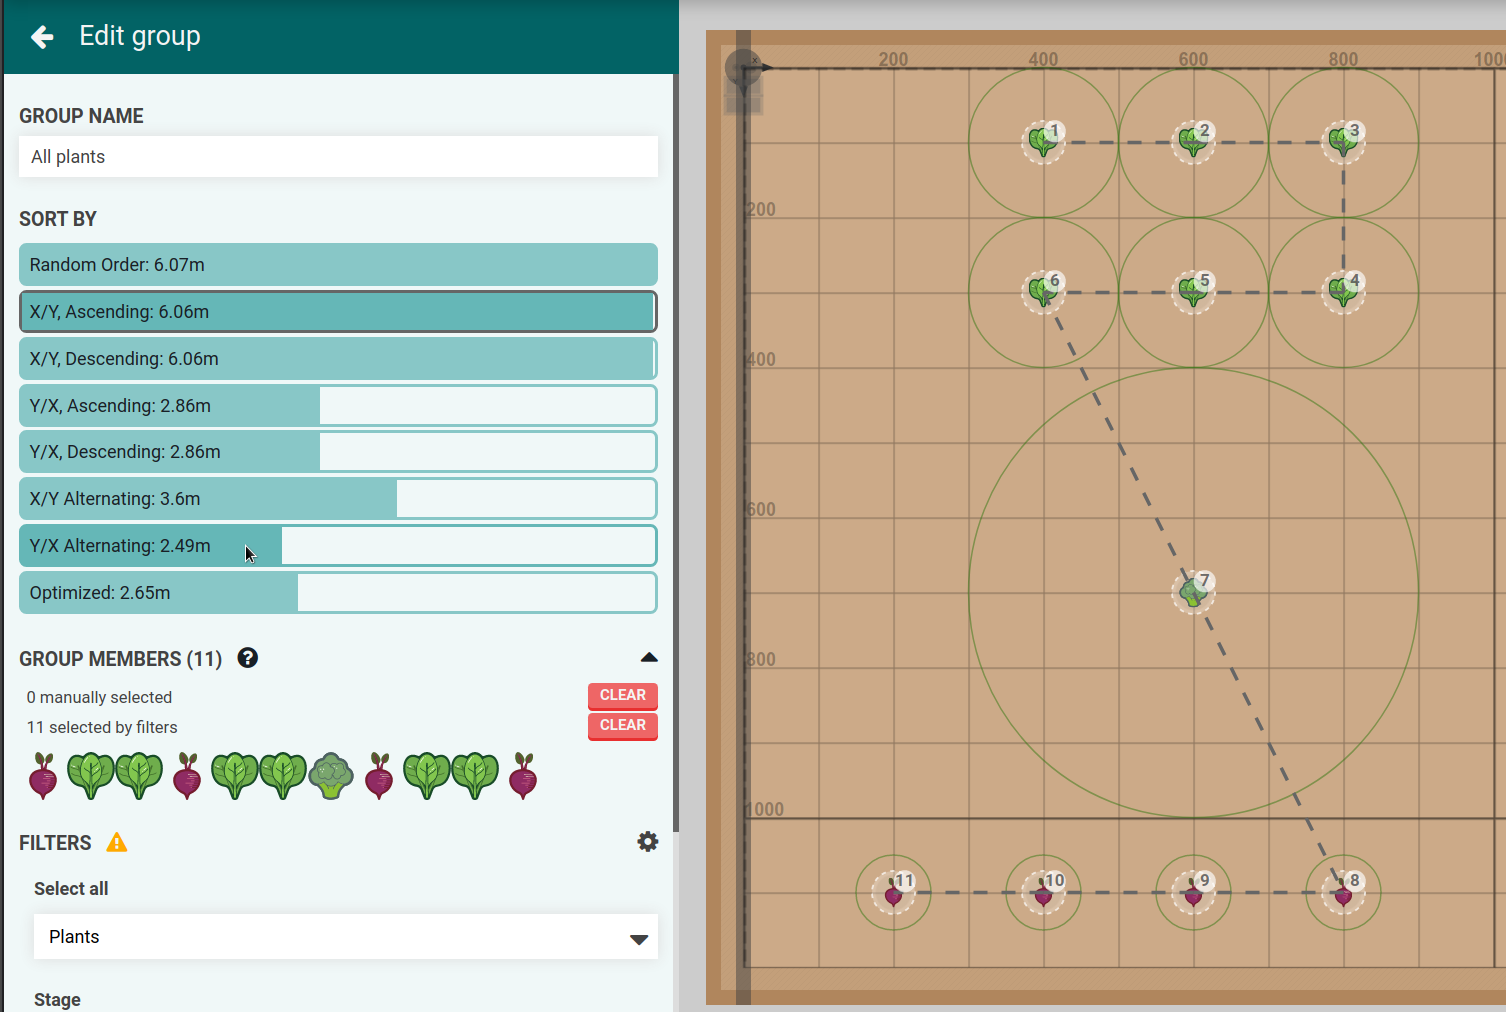 Edit group
GROUP NAME
All plants
SORT BY
Random Order: 6.07m
X/Y, Ascending: 6.06m
X/Y, Descending: 6.06m
Y/X, Ascending: 2.86m
Y/X, Descending: 2.86m
X/Y Alternating: 3.6m
Y/X Alternating: 2.49m
Optimized: 2.65m
GROUP MEMBERS (11) ?
0 manually selected CLEAR
11 selected by filters CLEAR
FILTERS
Select all
Plants
Stage
X
200 400 600 800 1000
1 2 3
200
6 5 4
400
600
7
800
1000
11 10 9 8